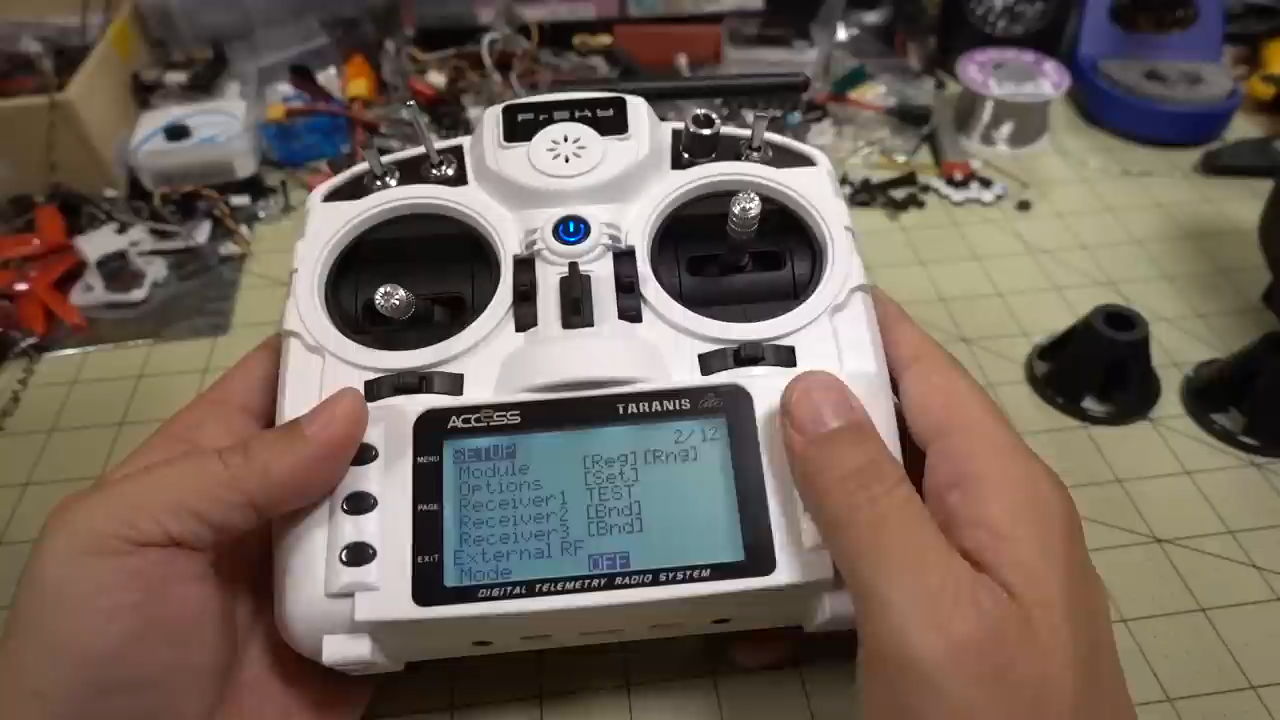 FrSky
ACCESS
TARANIS
MENU
PAGE
EXIT
SETUP 2/12
Module [Reg] [Rng]
Options [Set]
Receiver1 TEST
Receiver2 [Bnd]
Receiver3 [Bnd]
External RF
Mode OFF
DIGITAL TELEMETRY RADIO SYSTEM